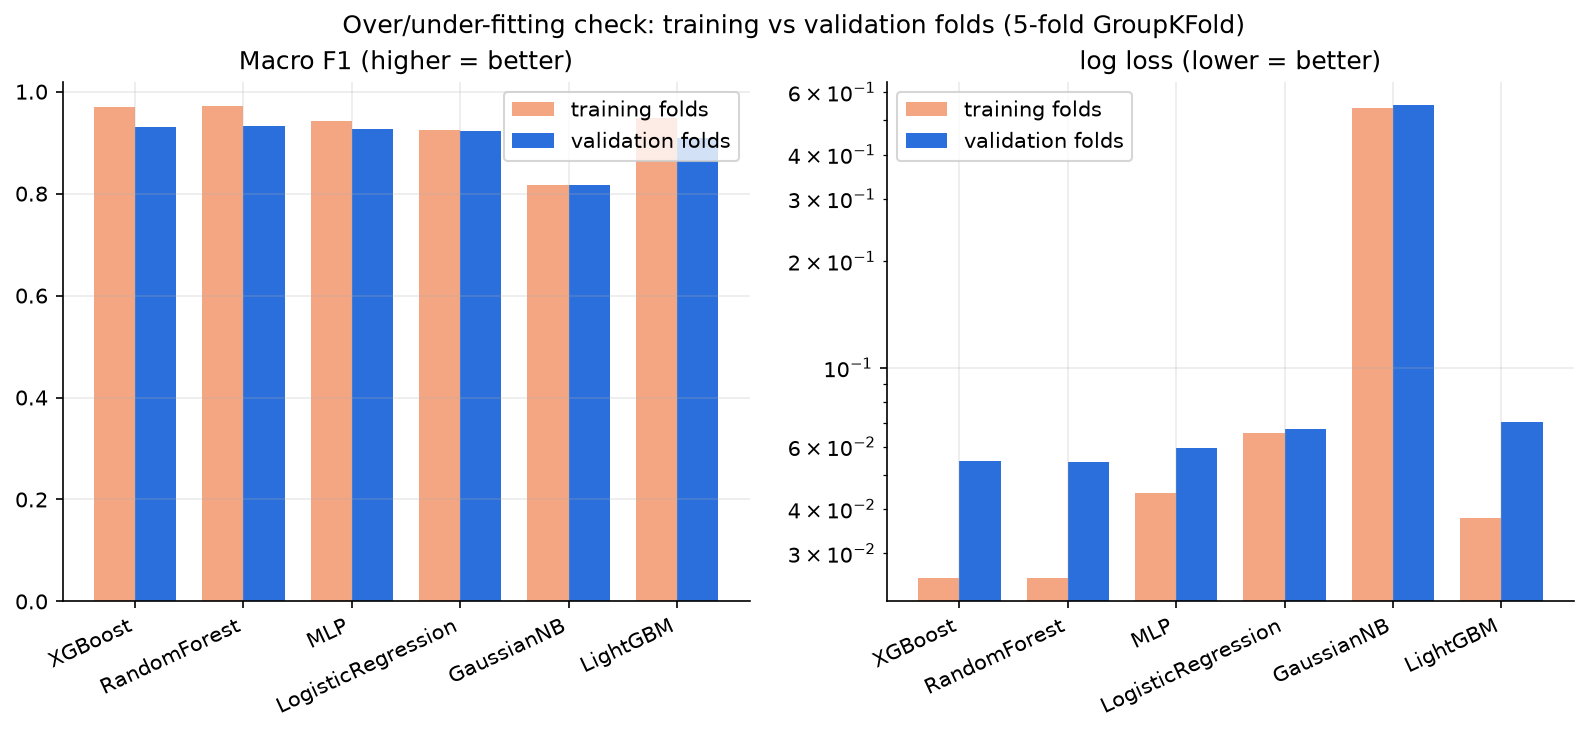 Over/under-fitting check: training vs validation folds (5-fold GroupKFold)
Macro F1 (higher = better)
training folds
validation folds
1.0
0.8
0.6
0.4
0.2
0.0
XGBoost
RandomForest
MLP
LogisticRegression
GaussianNB
LightGBM
log loss (lower = better)
training folds
validation folds
6 × 10⁻¹
4 × 10⁻¹
3 × 10⁻¹
2 × 10⁻¹
10⁻¹
6 × 10⁻²
4 × 10⁻²
3 × 10⁻²
XGBoost
RandomForest
MLP
LogisticRegression
GaussianNB
LightGBM